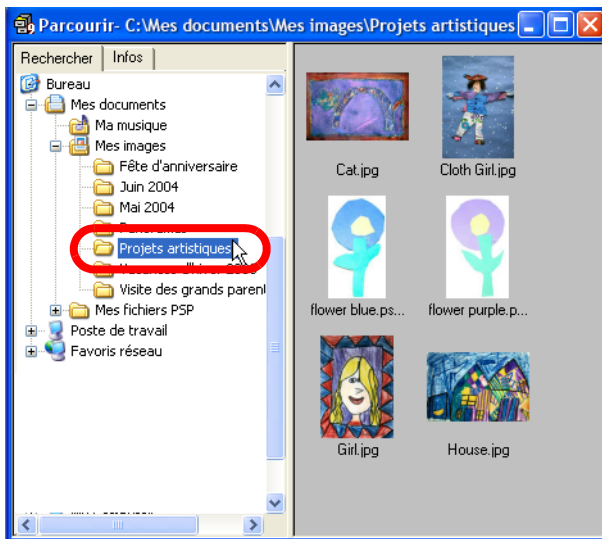 Parcourir- C:\Mes documents\Mes images\Projets artistiques
Rechercher
Infos
Bureau
Mes documents
Ma musique
Mes images
Fête d'anniversaire
Juin 2004
Mai 2004
Projets artistiques
Visite des grands parent
Mes fichiers PSP
Poste de travail
Favoris réseau
Cat.jpg
Cloth Girl.jpg
flower blue.ps...
flower purple.p...
Girl.jpg
House.jpg